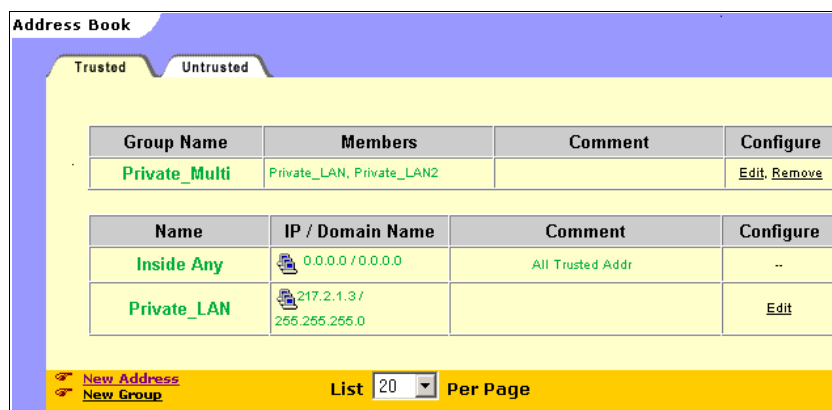 Address Book
Trusted Untrusted
Group Name Members Comment Configure
Private_Multi Private_LAN, Private_LAN2 Edit, Remove
Name IP / Domain Name Comment Configure
Inside Any 0.0.0.0 / 0.0.0.0 All Trusted Addr --
Private_LAN 217.2.1.3 / 255.255.255.0 Edit
New Address
New Group
List 20 Per Page